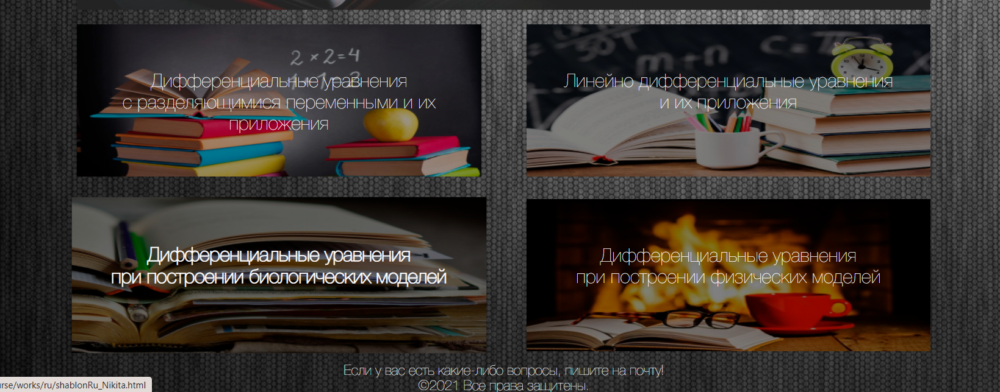 2 × 2 = 4
Дифференциальные уравнения
с разделяющимися переменными и их
приложения
m + n
c =
Линейно дифференциальные уравнения
и их приложения
Дифференциальные уравнения
при построении биологических моделей
Дифференциальные уравнения
при построении физических моделей
Если у вас есть какие-либо вопросы, пишите на почту!
©2021 Все права защитены.
urse/works/ru/shablonRu_Nikita.html